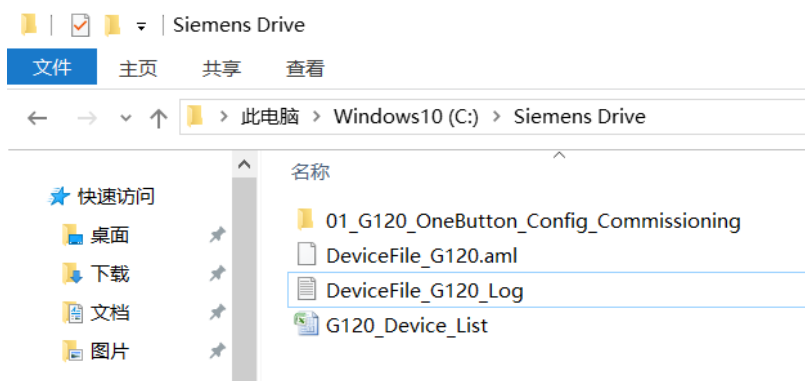 Siemens Drive
文件 主页 共享 查看
此电脑 > Windows10 (C:) > Siemens Drive
名称
快速访问
桌面
下载
文档
图片
01_G120_OneButton_Config_Commissioning
DeviceFile_G120.aml
DeviceFile_G120_Log
G120_Device_List